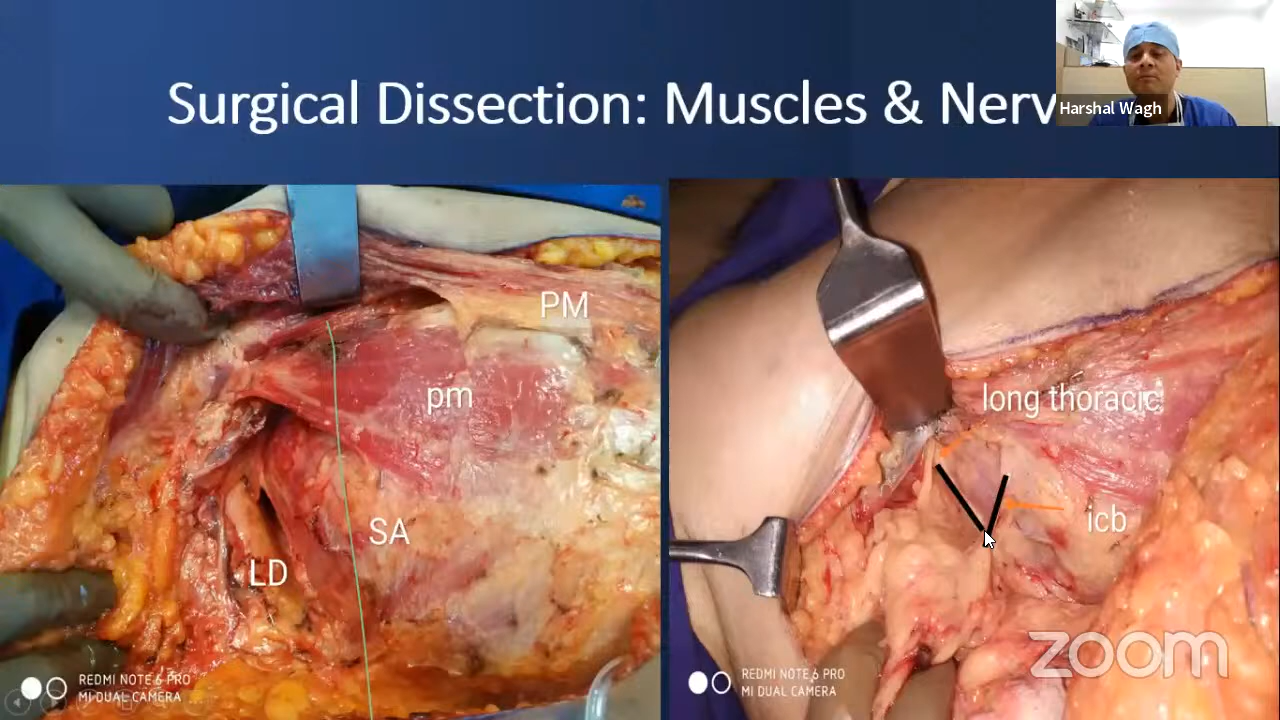 Surgical Dissection: Muscles & Nerv
Harshal Wagh
PM
pm
SA
LD
REDMI NOTE 6 PRO
MI DUAL CAMERA
long thoracic
icb
zoom
REDMI NOTE 6 PRO
MI DUAL CAMERA